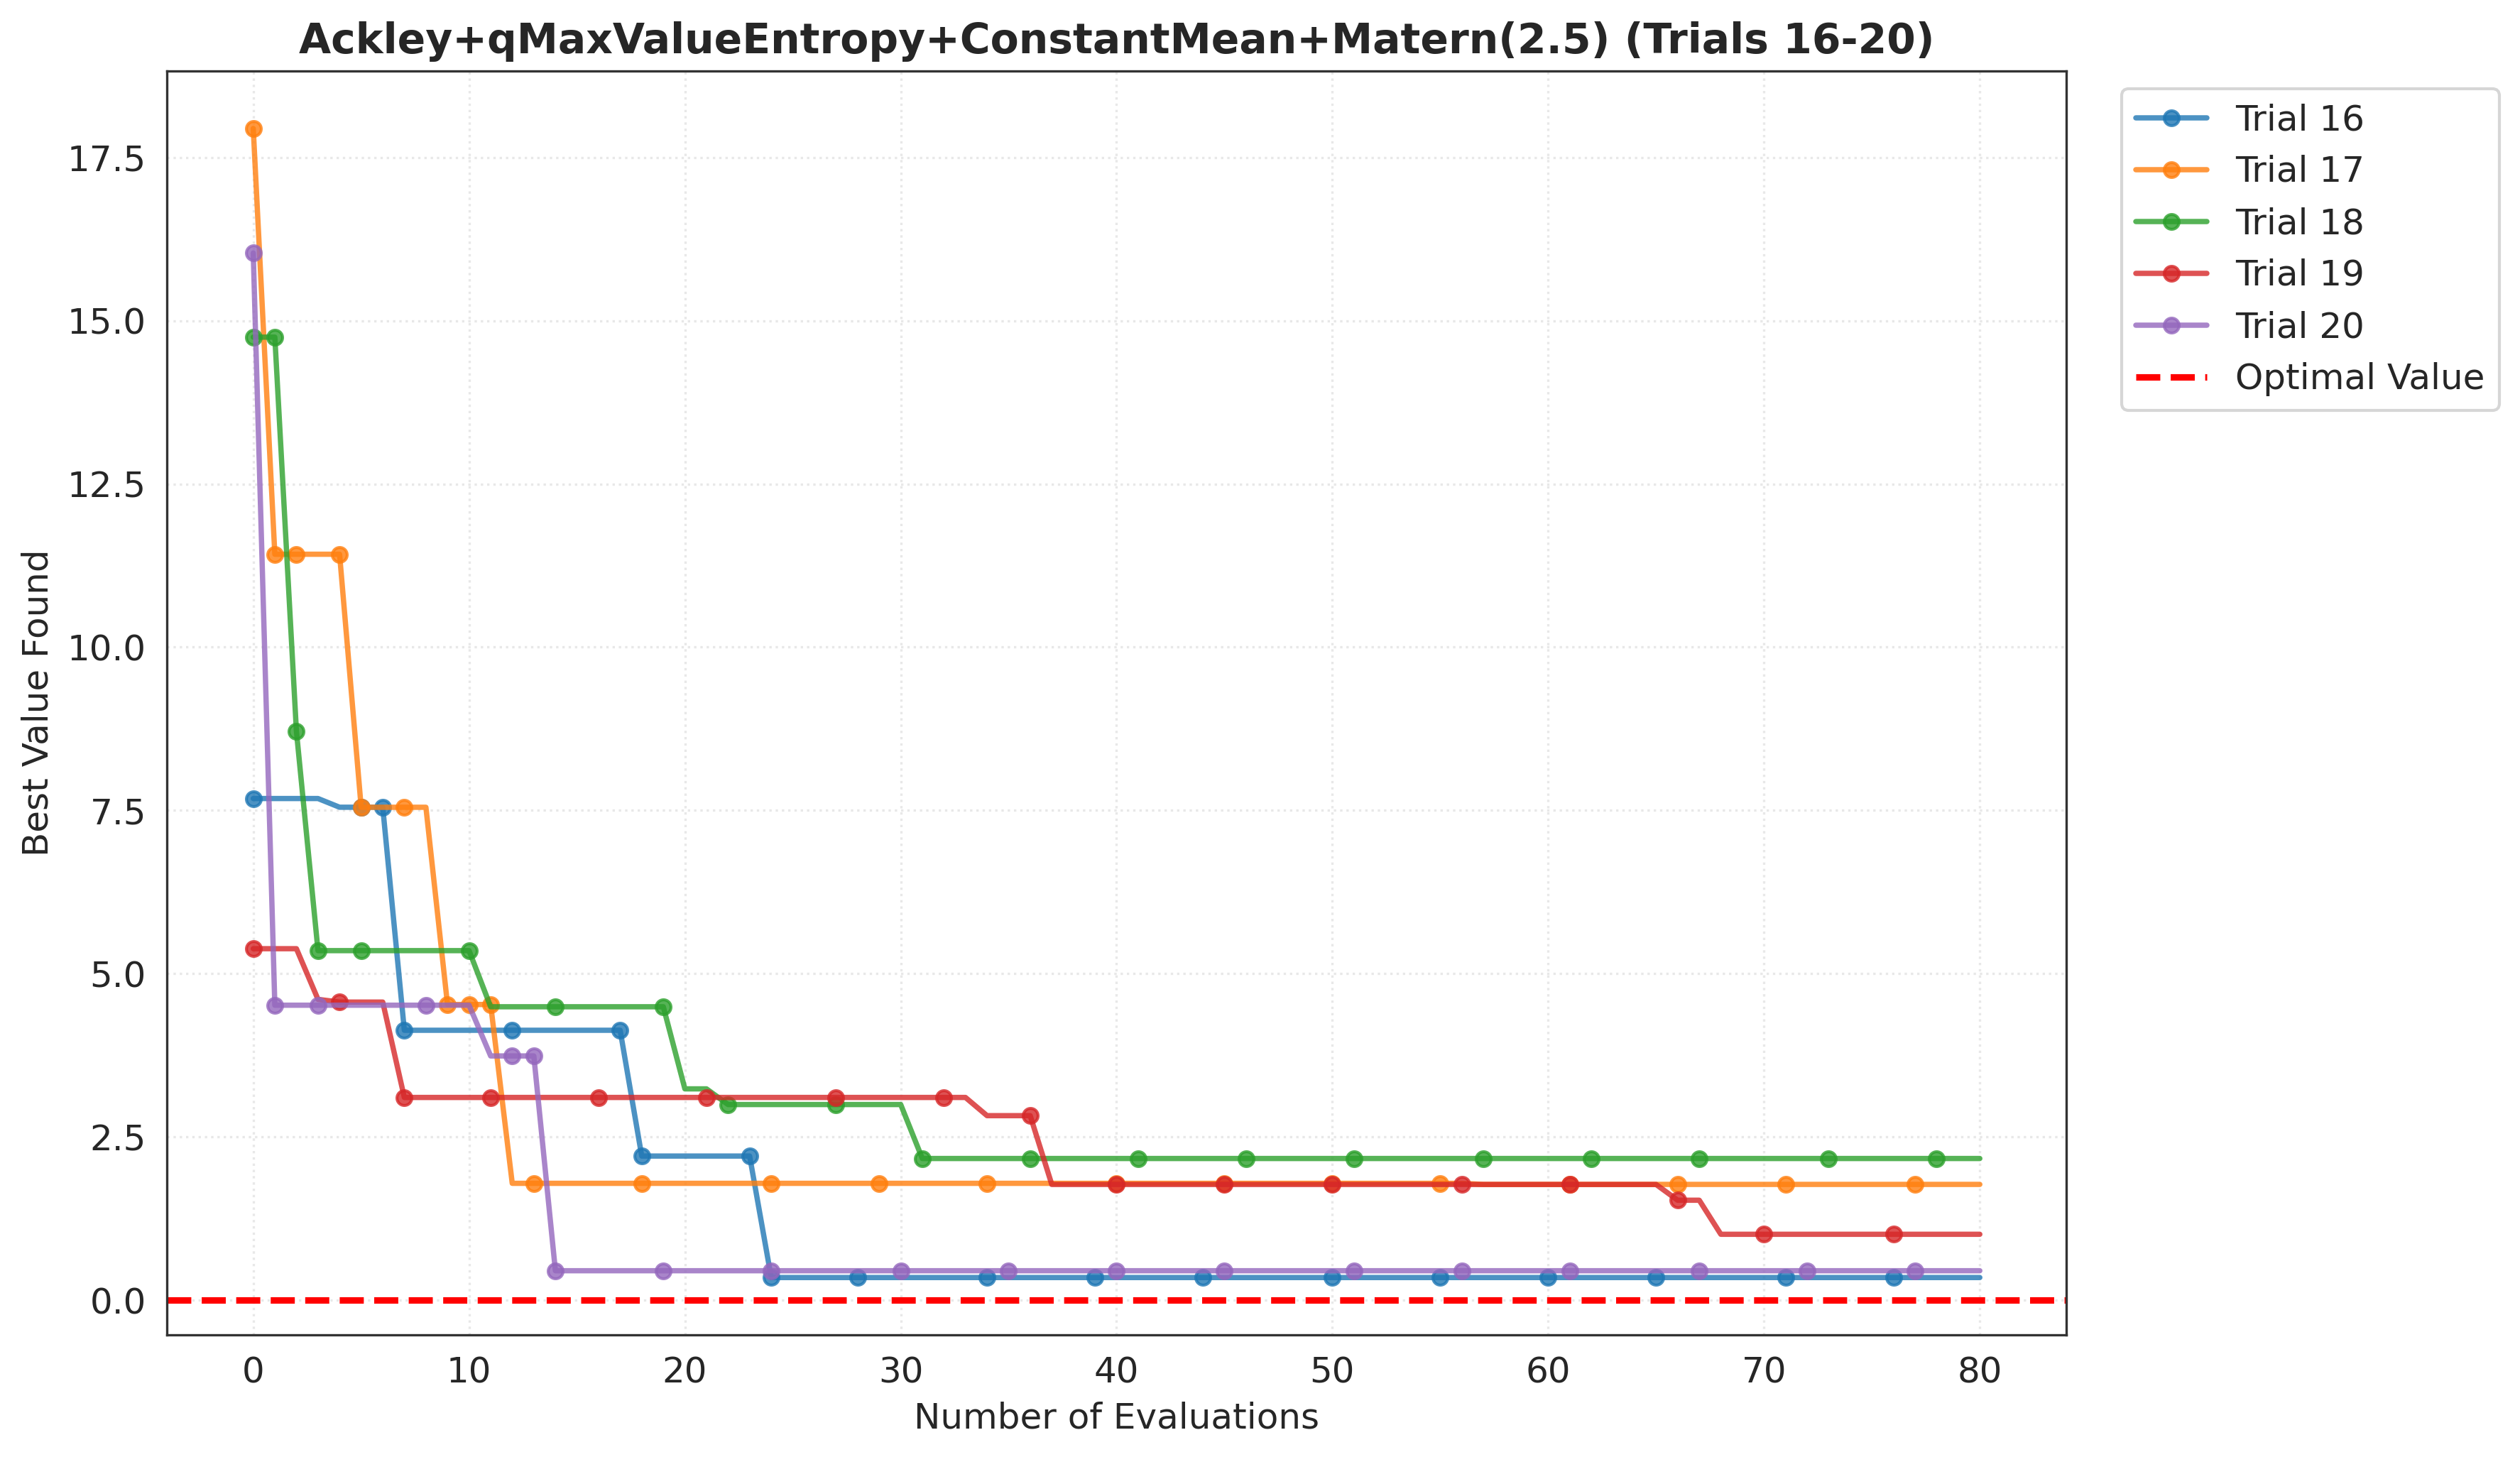 Ackley+qMaxValueEntropy+ConstantMean+Matern(2.5) (Trials 16-20)
Best Value Found
17.5
15.0
12.5
10.0
7.5
5.0
2.5
0.0
0 10 20 30 40 50 60 70 80
Number of Evaluations
Trial 16
Trial 17
Trial 18
Trial 19
Trial 20
Optimal Value